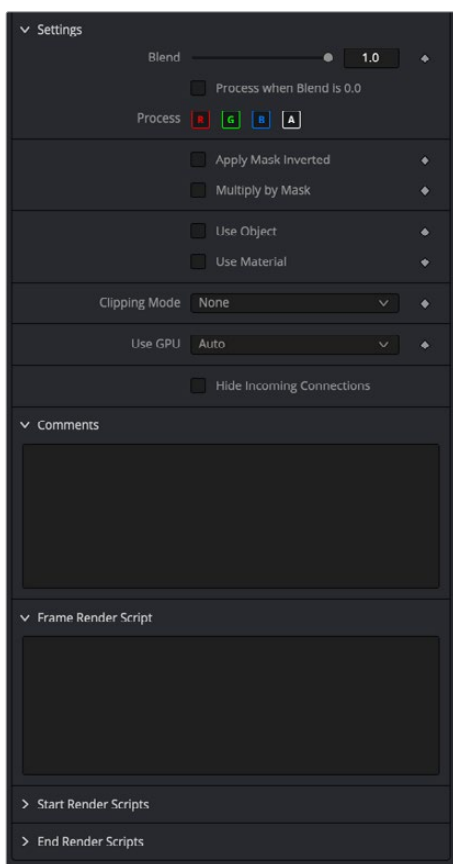 Settings
Blend 1.0
Process when Blend is 0.0
Process R G B A
Apply Mask Inverted
Multiply by Mask
Use Object
Use Material
Clipping Mode None
Use GPU Auto
Hide Incoming Connections
Comments
Frame Render Script
Start Render Scripts
End Render Scripts